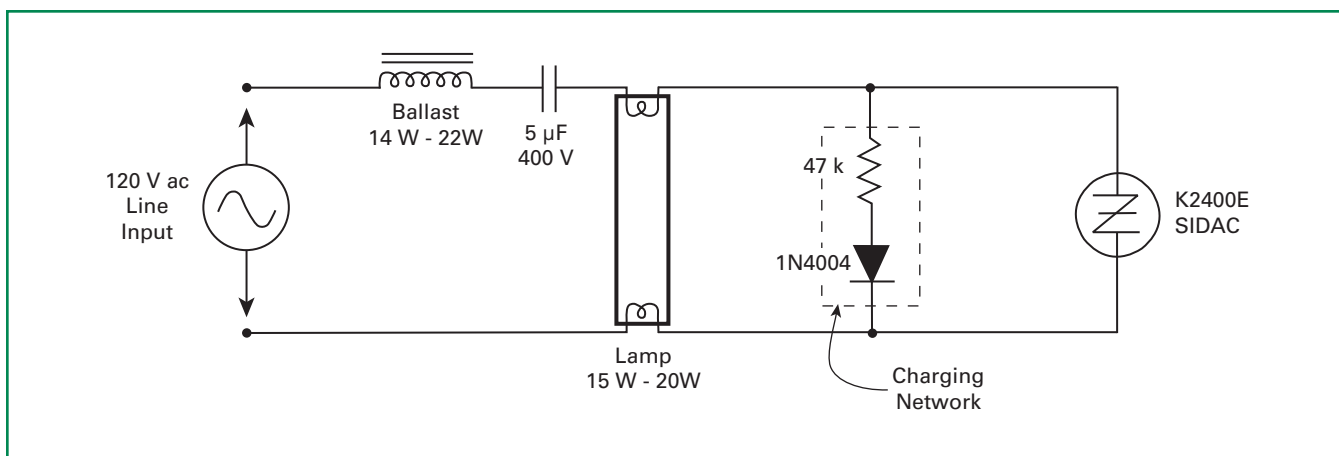 Ballast
14 W - 22W
5 µF
400 V
120 V ac
Line
Input
47 k
1N4004
K2400E
SIDAC
Lamp
15 W - 20W
Charging
Network